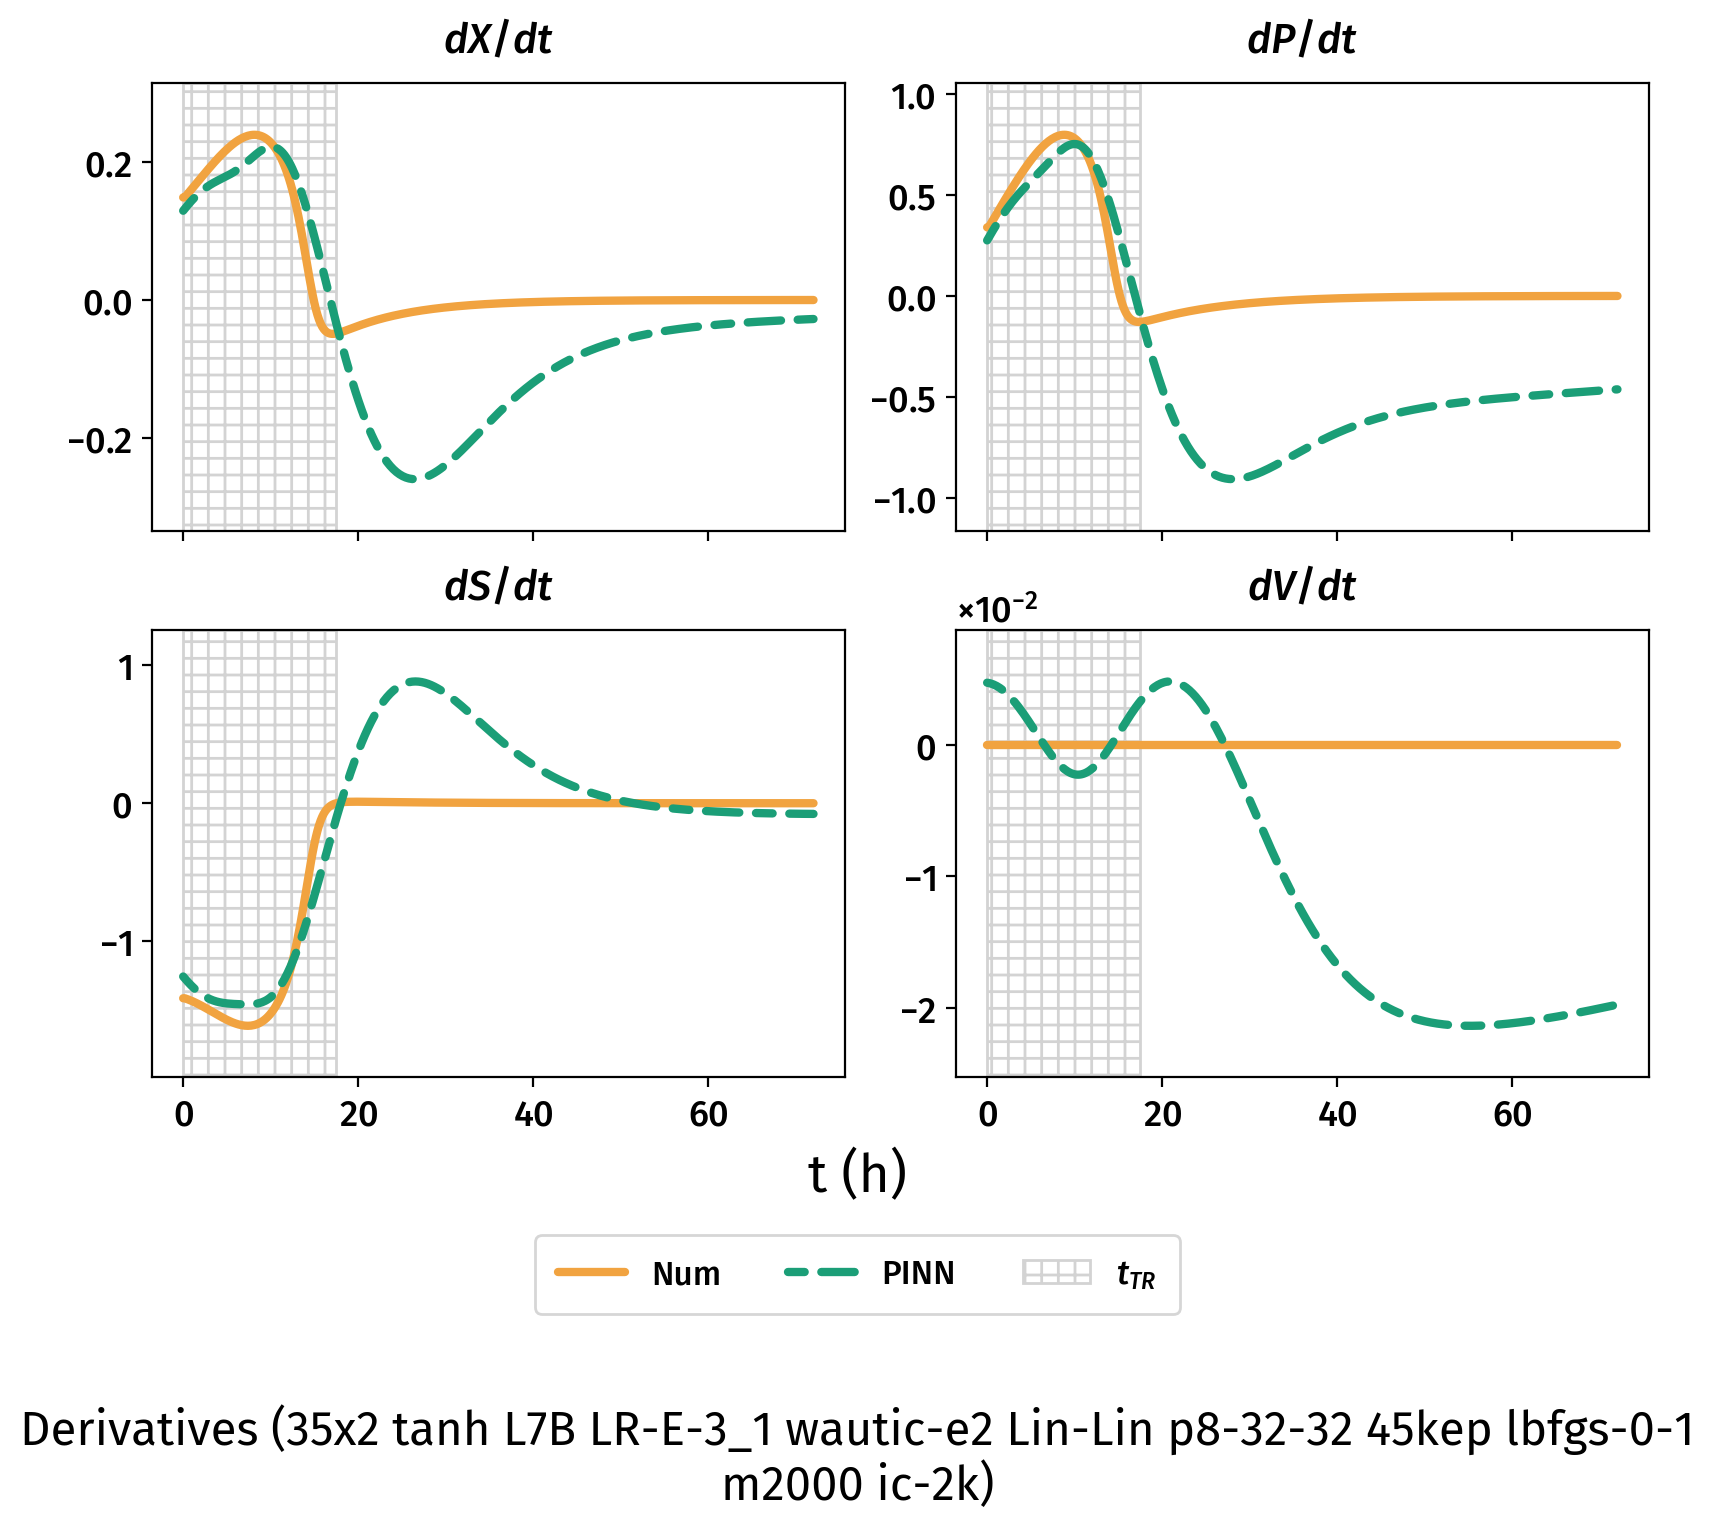 dX/dt
dP/dt
0.2
0.0
−0.2
1.0
0.5
0.0
−0.5
−1.0
dS/dt
dV/dt
×10⁻²
1
0
−1
0
−1
−2
0 20 40 60
0 20 40 60
t (h)
Num PINN t_TR
Derivatives (35x2 tanh L7B LR-E-3_1 wautic-e2 Lin-Lin p8-32-32 45kep lbfgs-0-1
m2000 ic-2k)